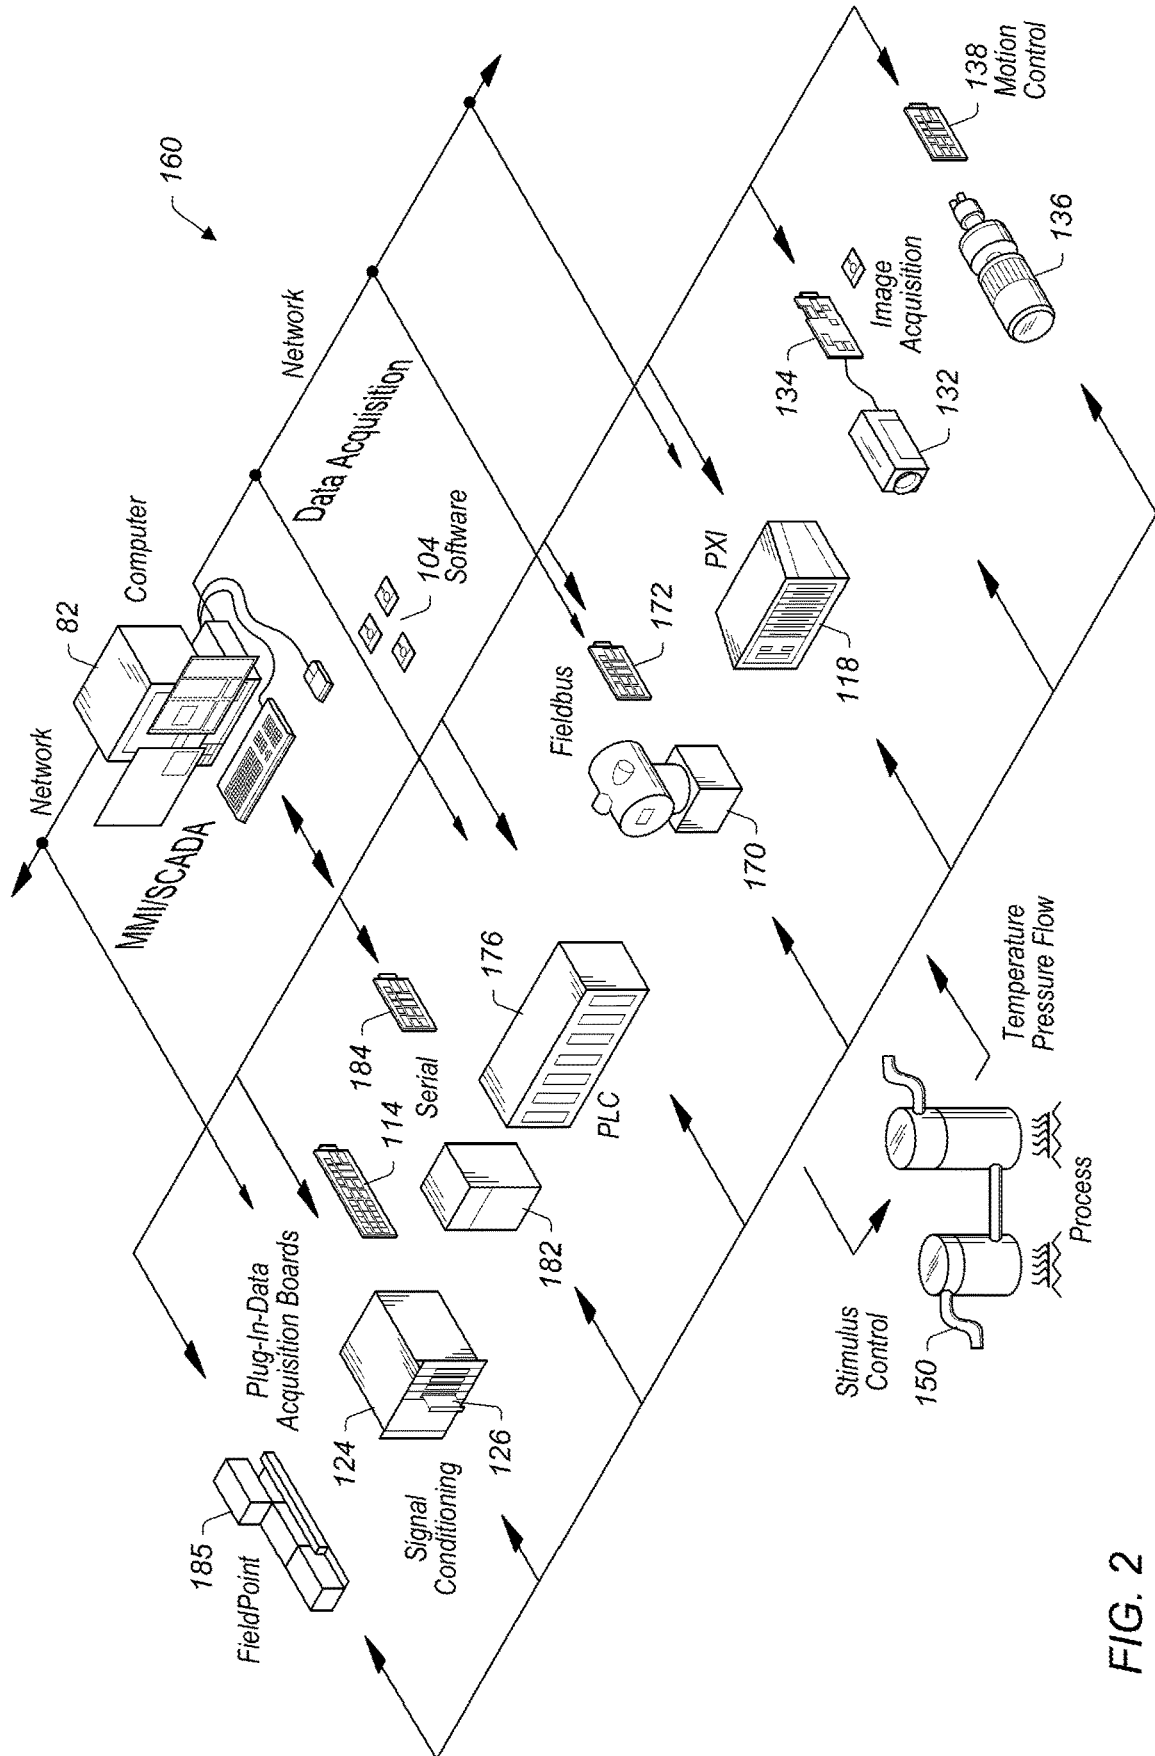 160
Network
Computer
82
Network
MMI/SCADA
Data Acquisition
104
Software
138
Motion
Control
136
Image
Acquisition
134
132
PXI
118
172
Fieldbus
170
184
Serial
176
PLC
114
182
Plug-In-Data
Acquisition Boards
124
126
Signal
Conditioning
185
FieldPoint
Temperature
Pressure Flow
Process
Stimulus
Control
150
FIG. 2